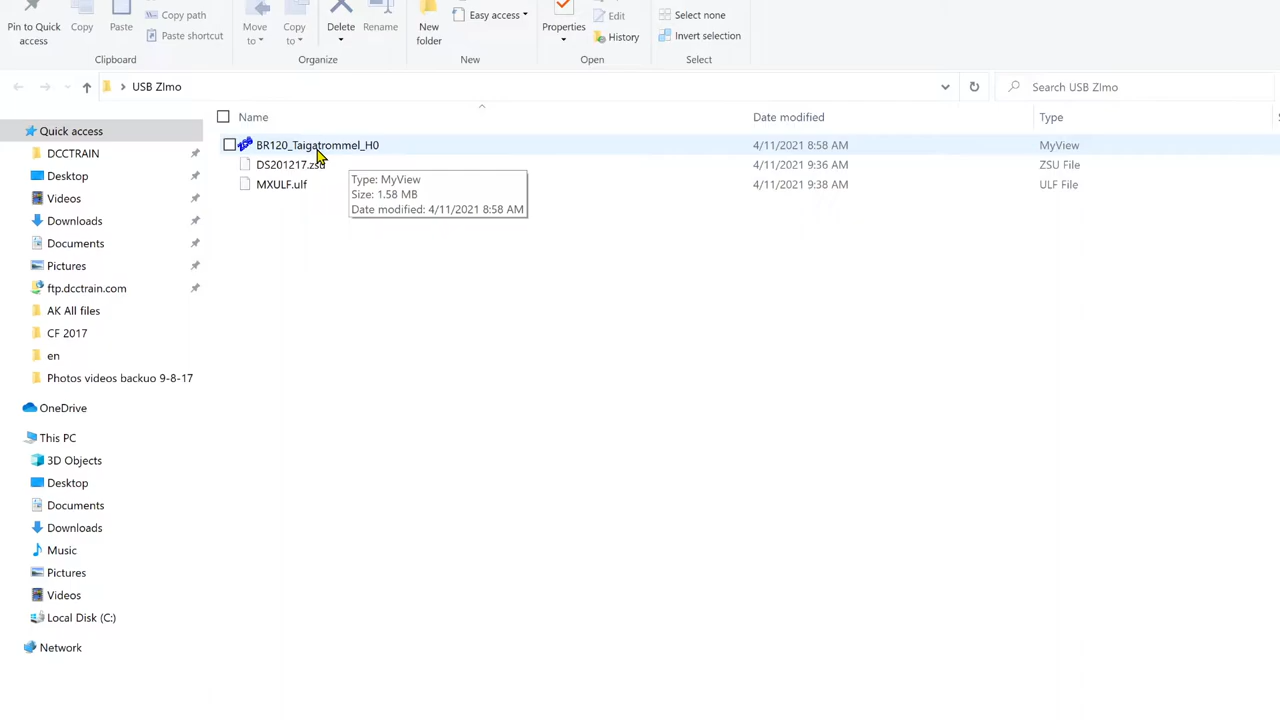 Pin to Quick access
Copy
Paste
Copy path
Paste shortcut
Clipboard
Move to
Copy to
Delete
Rename
Organize
New folder
Easy access
New
Properties
Edit
History
Open
Select none
Invert selection
Select
USB ZImo
Search USB ZImo
Name
Date modified
Type
BR120_Taigatrommel_H0
4/11/2021 8:58 AM
MyView
DS201217.zsu
4/11/2021 9:36 AM
ZSU File
MXULF.ulf
4/11/2021 9:38 AM
ULF File
Type: MyView
Size: 1.58 MB
Date modified: 4/11/2021 8:58 AM
Quick access
DCCTRAIN
Desktop
Videos
Downloads
Documents
Pictures
ftp.dcctrain.com
AK All files
CF 2017
en
Photos videos backuo 9-8-17
OneDrive
This PC
3D Objects
Desktop
Documents
Downloads
Music
Pictures
Videos
Local Disk (C:)
Network